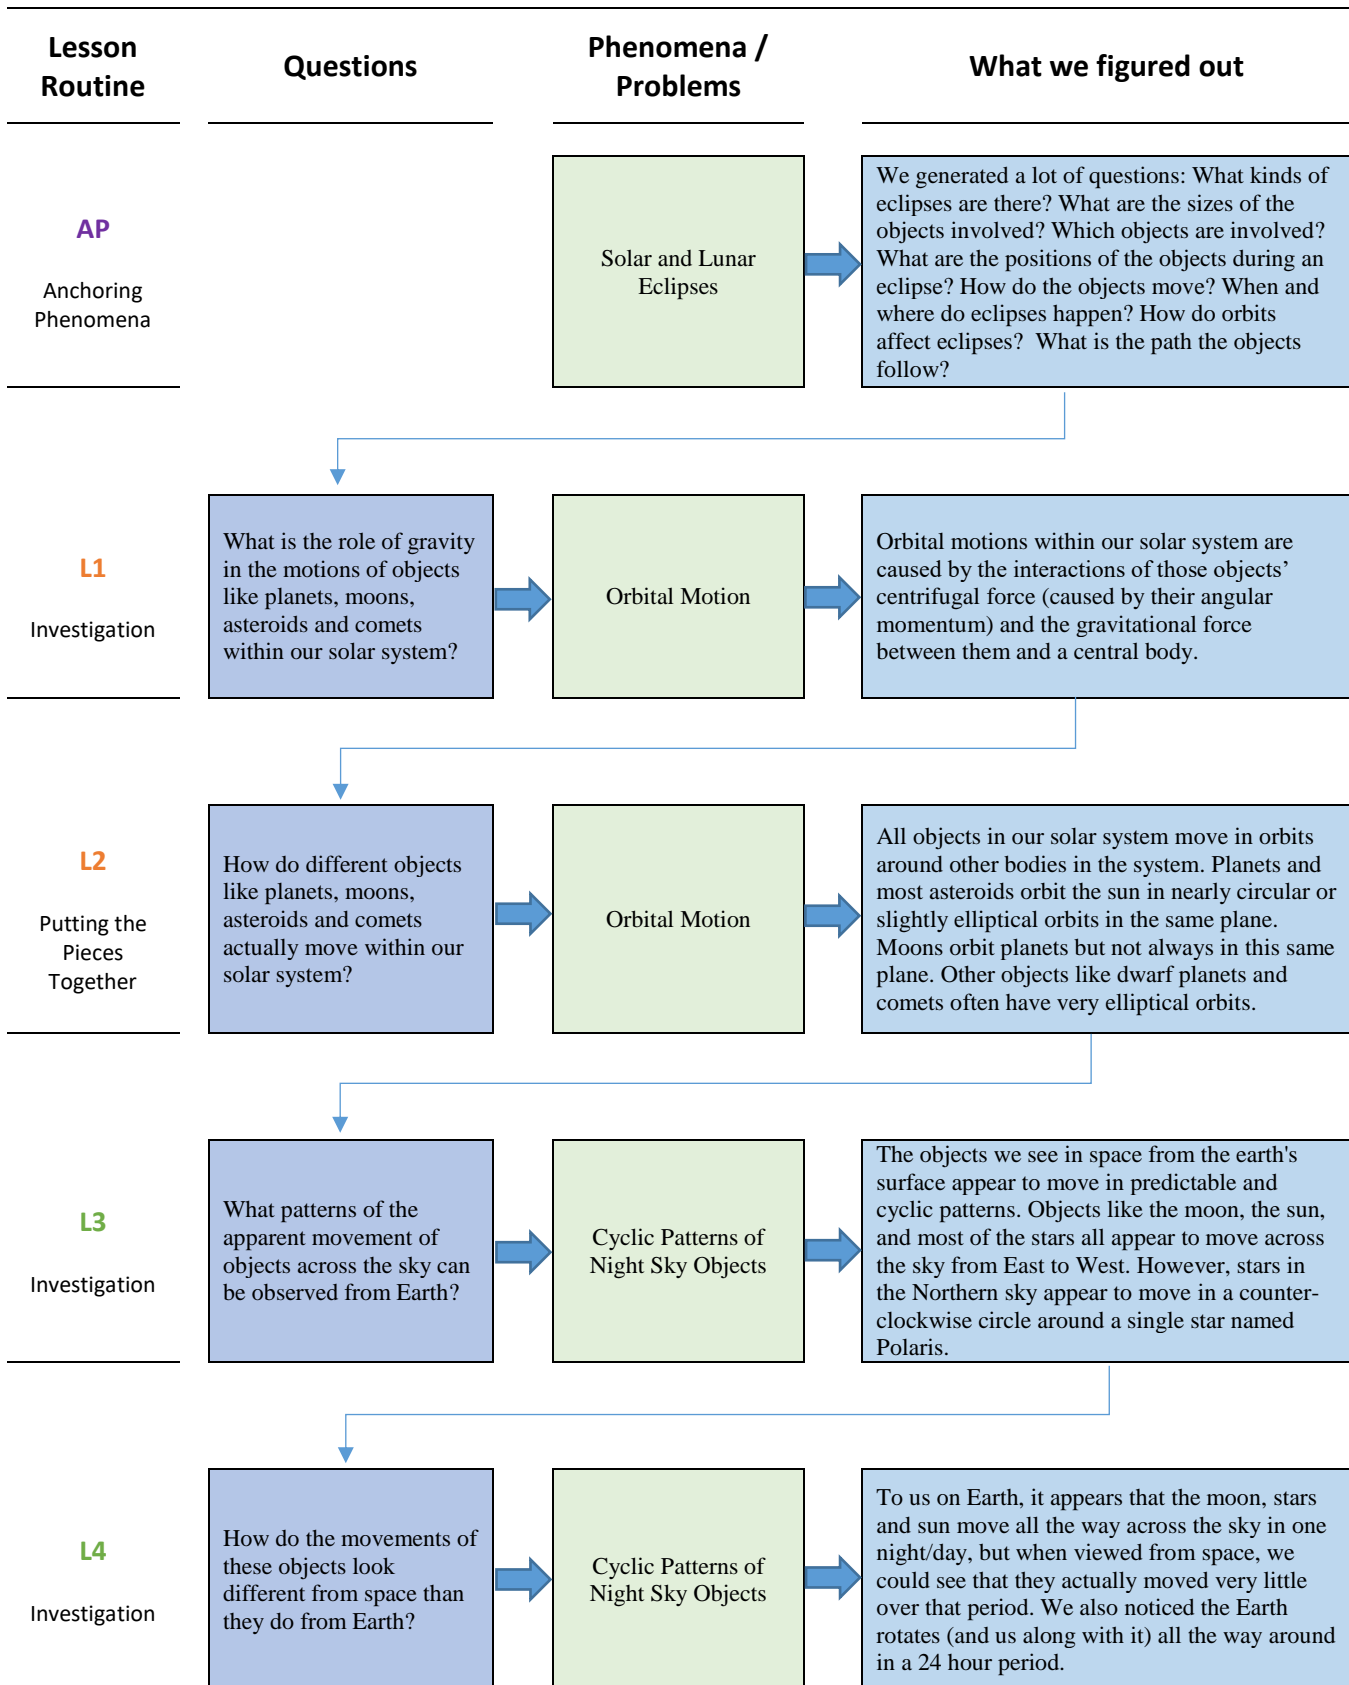 Lesson
Routine
Questions
Phenomena /
Problems
What we figured out
AP
Anchoring
Phenomena
Solar and Lunar
Eclipses
We generated a lot of questions: What kinds of
eclipses are there? What are the sizes of the
objects involved? Which objects are involved?
What are the positions of the objects during an
eclipse? How do the objects move? When and
where do eclipses happen? How do orbits
affect eclipses?  What is the path the objects
follow?
L1
Investigation
What is the role of gravity
in the motions of objects
like planets, moons,
asteroids and comets
within our solar system?
Orbital Motion
Orbital motions within our solar system are
caused by the interactions of those objects’
centrifugal force (caused by their angular
momentum) and the gravitational force
between them and a central body.
L2
Putting the
Pieces
Together
How do different objects
like planets, moons,
asteroids and comets
actually move within our
solar system?
Orbital Motion
All objects in our solar system move in orbits
around other bodies in the system. Planets and
most asteroids orbit the sun in nearly circular or
slightly elliptical orbits in the same plane.
Moons orbit planets but not always in this same
plane. Other objects like dwarf planets and
comets often have very elliptical orbits.
L3
Investigation
What patterns of the
apparent movement of
objects across the sky can
be observed from Earth?
Cyclic Patterns of
Night Sky Objects
The objects we see in space from the earth's
surface appear to move in predictable and
cyclic patterns. Objects like the moon, the sun,
and most of the stars all appear to move across
the sky from East to West. However, stars in
the Northern sky appear to move in a counter-
clockwise circle around a single star named
Polaris.
L4
Investigation
How do the movements of
these objects look
different from space than
they do from Earth?
Cyclic Patterns of
Night Sky Objects
To us on Earth, it appears that the moon, stars
and sun move all the way across the sky in one
night/day, but when viewed from space, we
could see that they actually moved very little
over that period. We also noticed the Earth
rotates (and us along with it) all the way around
in a 24 hour period.